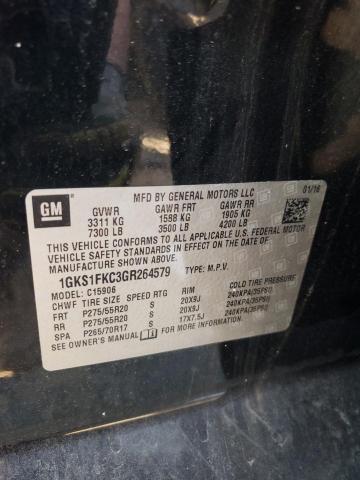 GM
MFD BY GENERAL MOTORS LLC
01/16
GVWR GAWR FRT GAWR RR
3311 KG 1588 KG 1905 KG
7300 LB 3500 LB 4200 LB
THIS VEHICLE CONFORMS TO ALL APPLICABLE U.S. FEDERAL MOTOR
VEHICLE SAFETY STANDARDS IN EFFECT ON THE DATE OF
MANUFACTURE SHOWN ABOVE.
1GKS1FKC3GR264579 TYPE: M.P.V.
MODEL: C15906
CHWF TIRE SIZE SPEED RTG RIM COLD TIRE PRESSURE
FRT P275/55R20 S 20X9J 240KPA(35PSI)
RR P275/55R20 S 20X9J 240KPA(35PSI)
SPA P265/70R17 S 17X7.5J 240KPA(35PSI)
SEE OWNER'S MANUAL FOR ADDITIONAL INFORMATION.